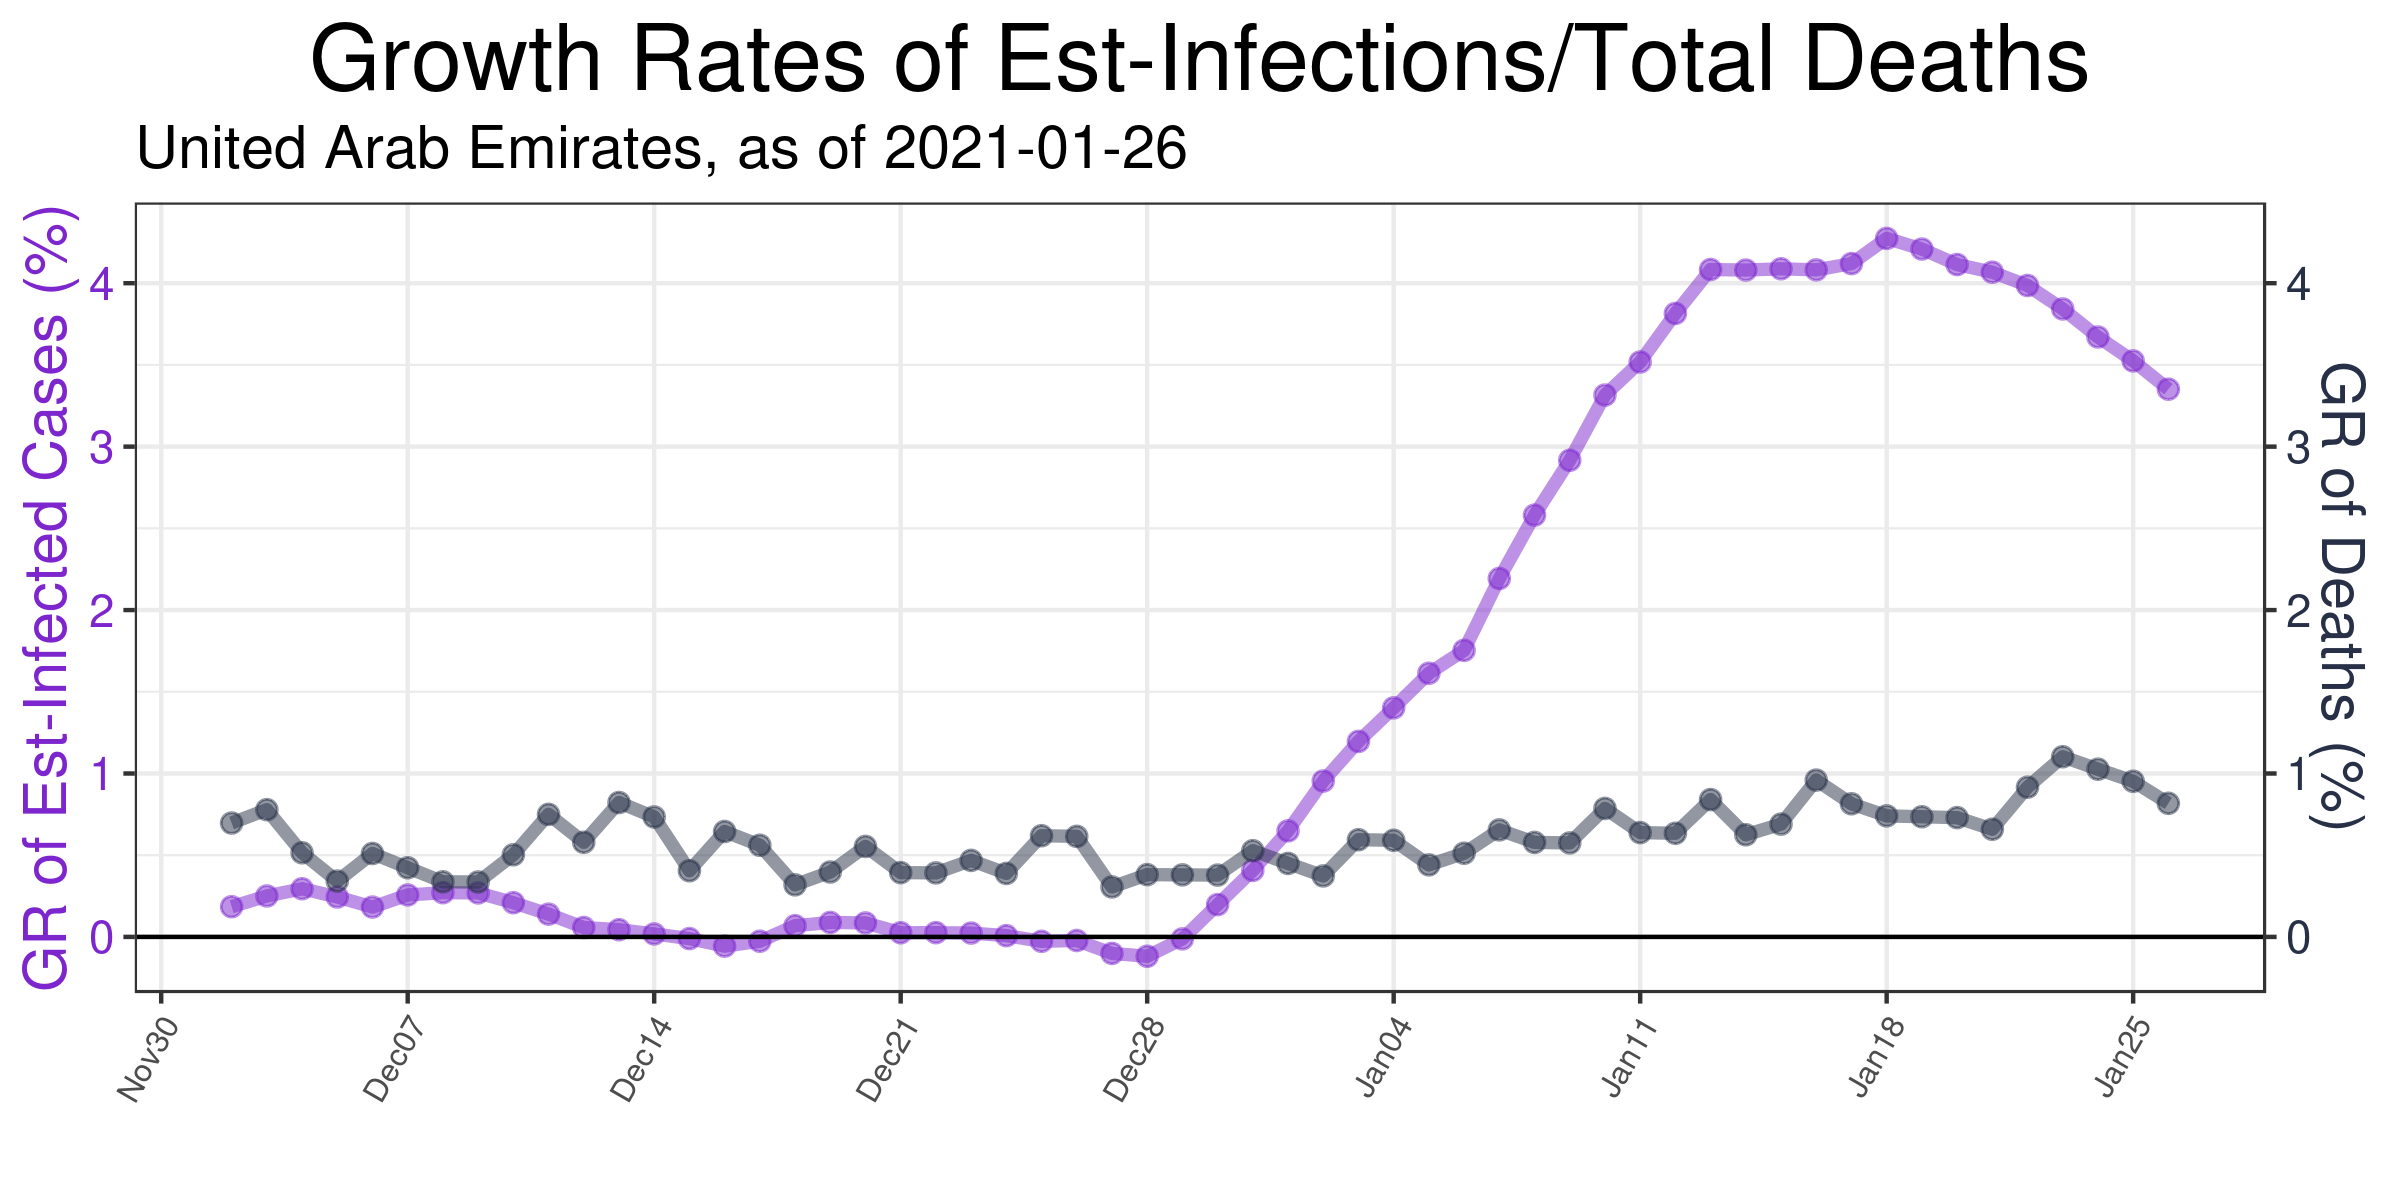 Growth Rates of Est-Infections/Total Deaths
United Arab Emirates, as of 2021-01-26
GR of Est-Infected Cases (%)
4
3
2
1
0
4
3
2
1
0
GR of Deaths (%)
Nov30
Dec07
Dec14
Dec21
Dec28
Jan04
Jan11
Jan18
Jan25